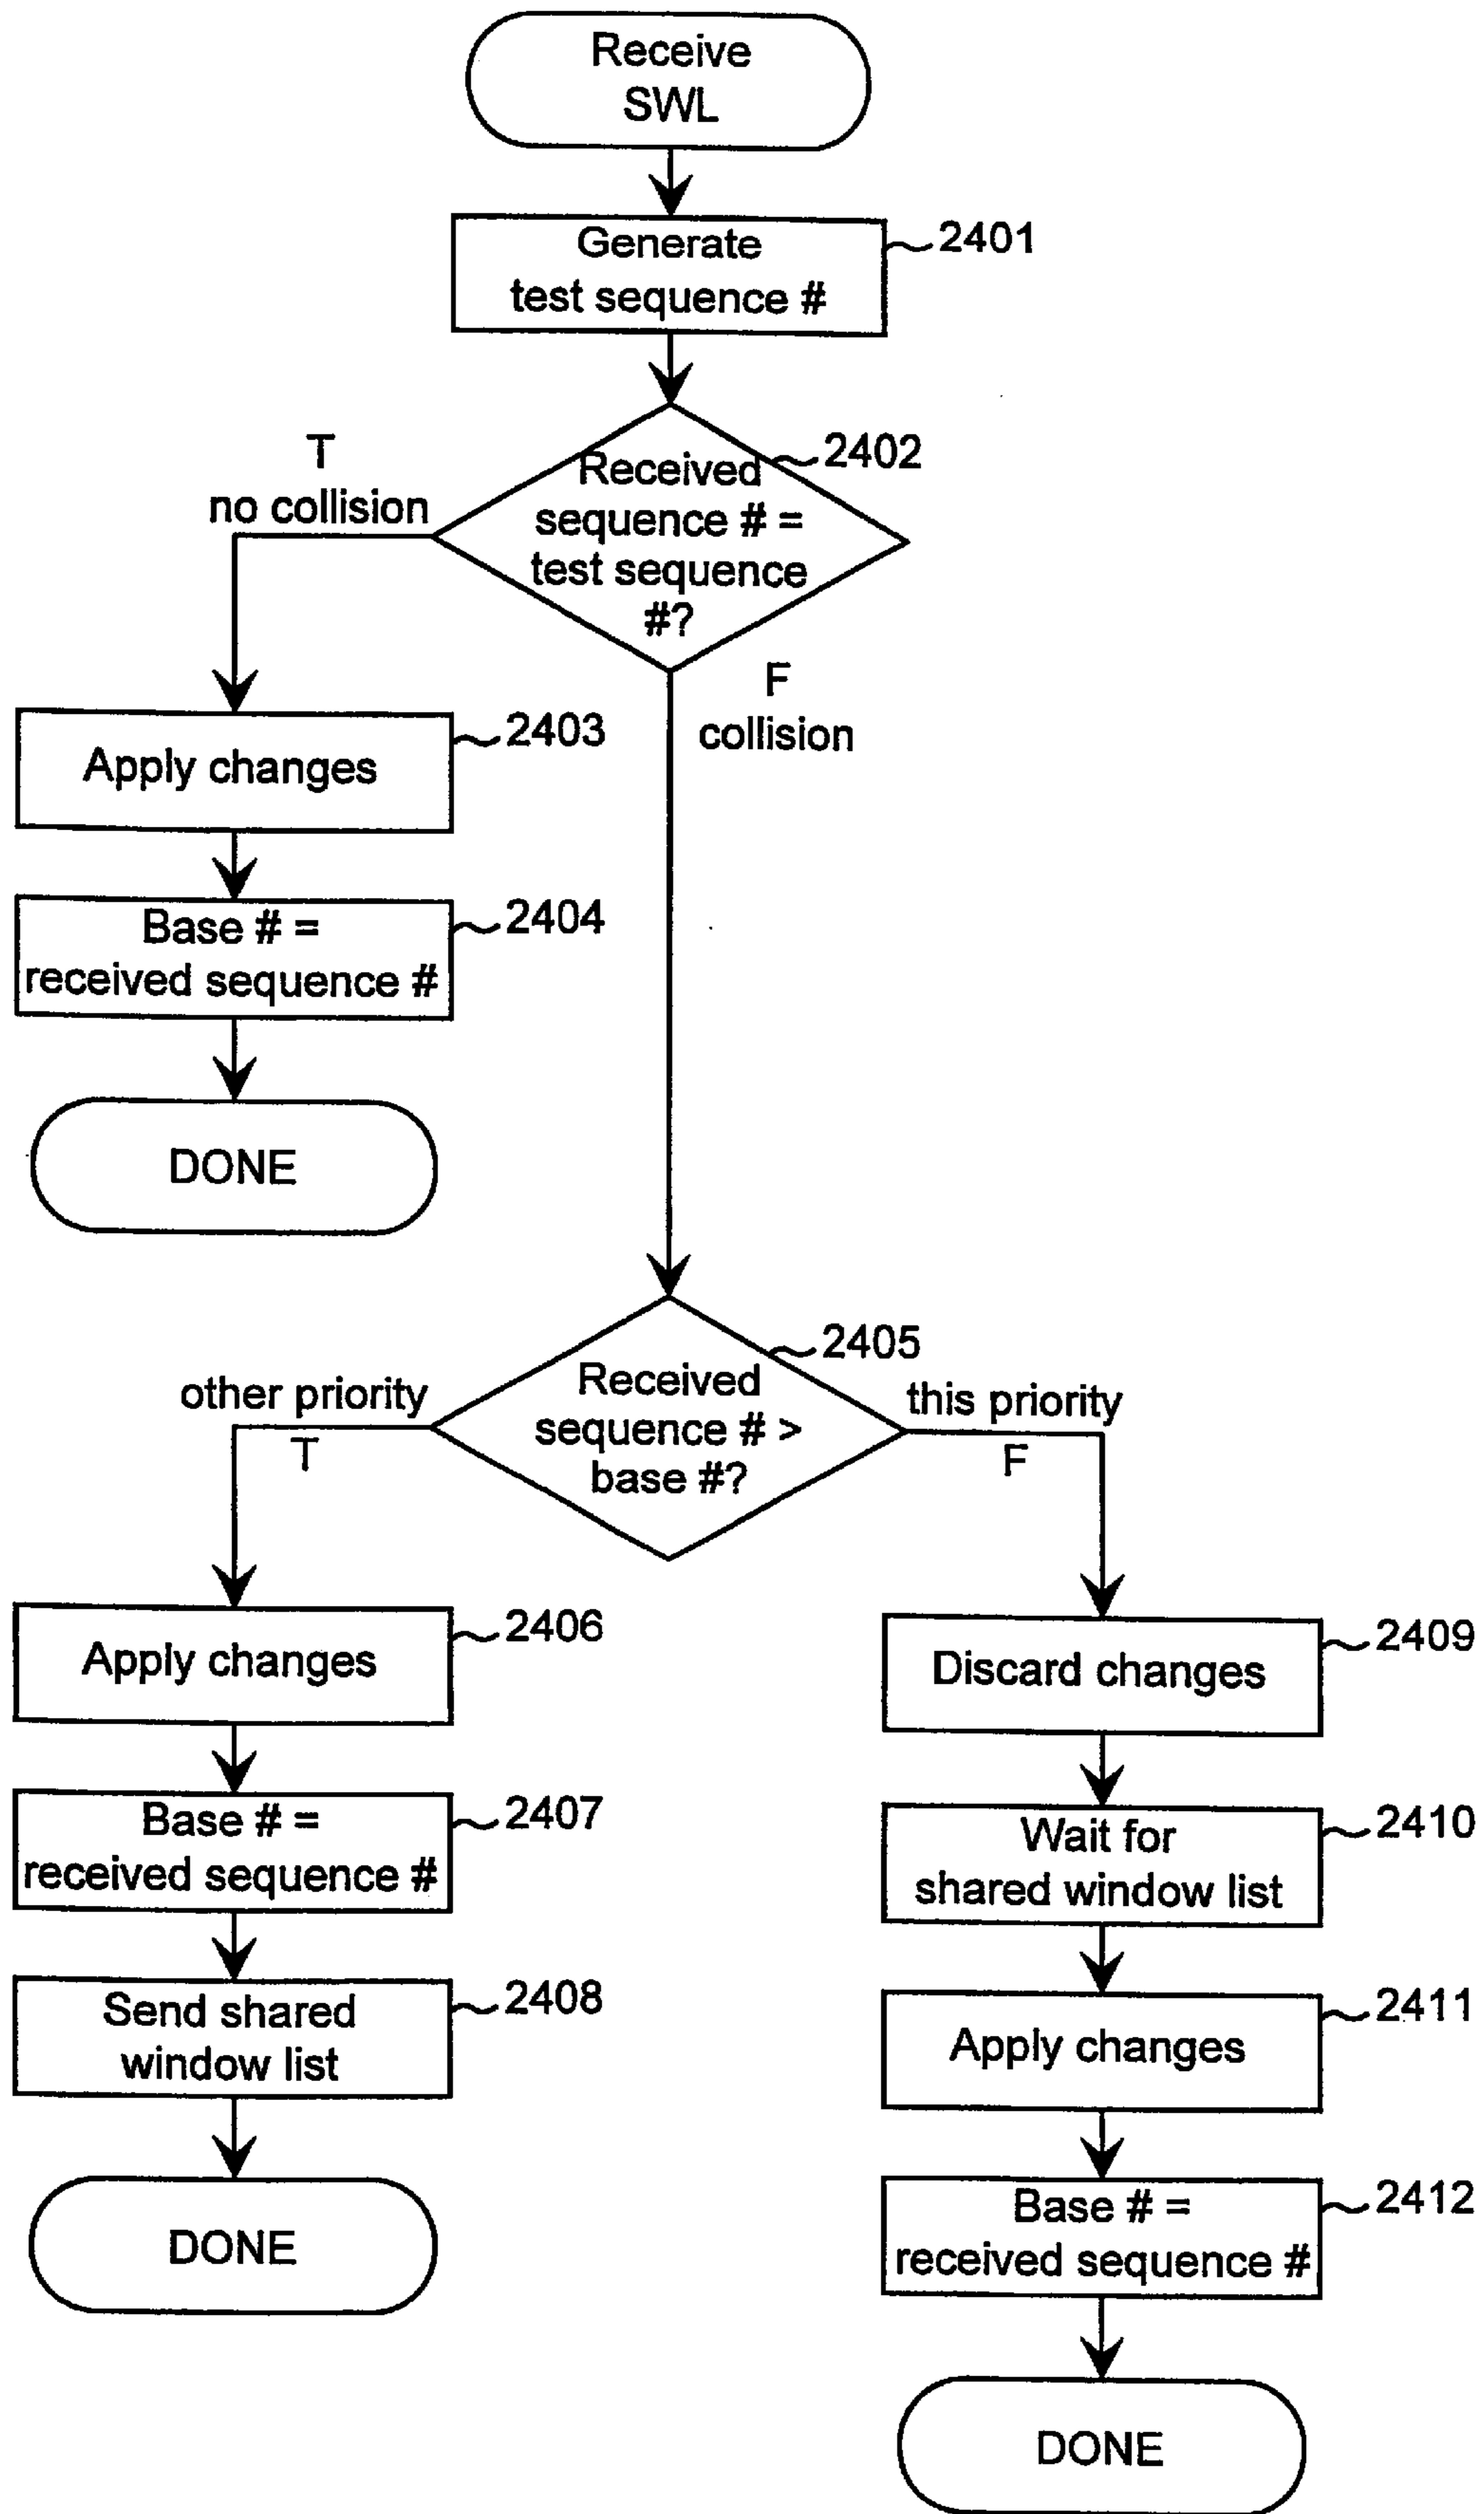 Receive
SWL
Generate
test sequence #
2401
Received
sequence # =
test sequence
#?
2402
T
no collision
F
collision
Apply changes
2403
Base # =
received sequence #
2404
DONE
Received
sequence # >
base #?
2405
other priority
T
this priority
F
Apply changes
2406
Base # =
received sequence #
2407
Send shared
window list
2408
DONE
Discard changes
2409
Wait for
shared window list
2410
Apply changes
2411
Base # =
received sequence #
2412
DONE